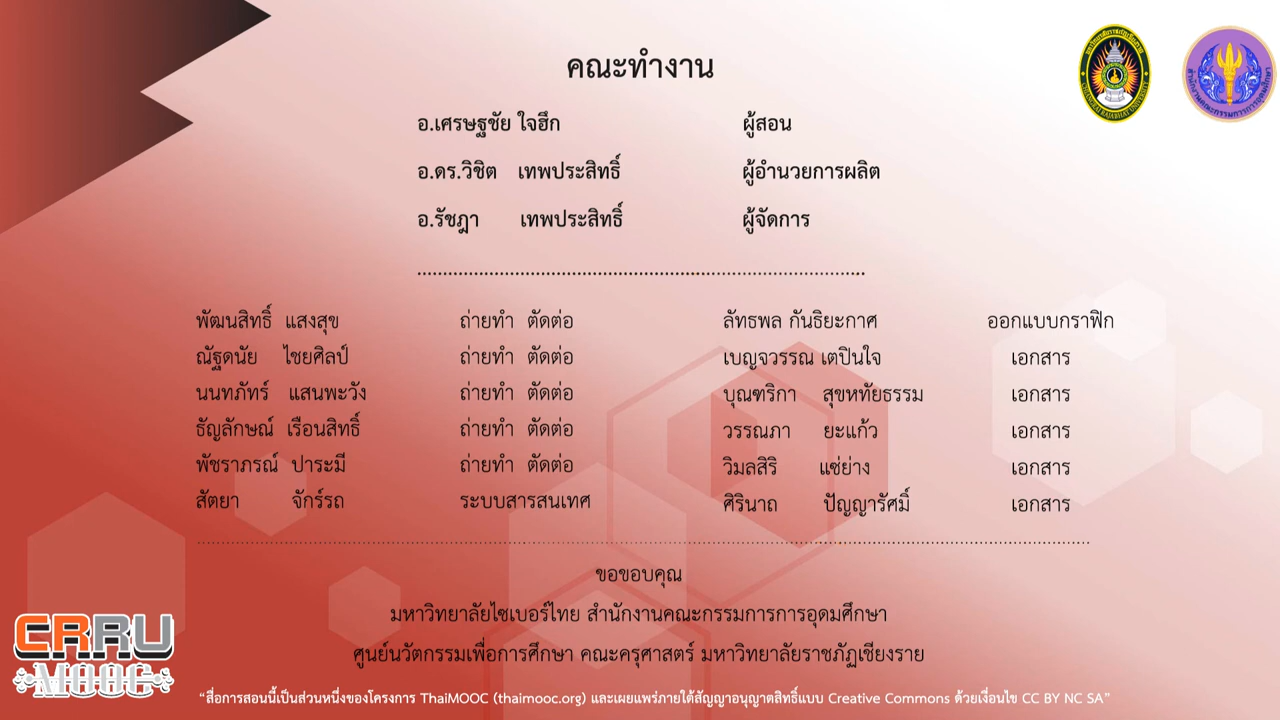 คณะทำงาน
อ.เศรษฐชัย ใจฮึก ผู้สอน
อ.ดร.วิชิต เทพประสิทธิ์ ผู้อำนวยการผลิต
อ.รัชฎา เทพประสิทธิ์ ผู้จัดการ
พัฒนสิทธิ์ แสงสุข ถ่ายทำ ตัดต่อ ลัทธพล กันธิยะกาศ ออกแบบกราฟิก
ณัฐดนัย ไชยศิลป์ ถ่ายทำ ตัดต่อ เบญจวรรณ เตปินใจ เอกสาร
นนทภัทร์ แสนพะวัง ถ่ายทำ ตัดต่อ บุณฑริกา สุขหทัยธรรม เอกสาร
ธัญลักษณ์ เรือนสิทธิ์ ถ่ายทำ ตัดต่อ วรรณภา ยะแก้ว เอกสาร
พัชราภรณ์ ปาระมี ถ่ายทำ ตัดต่อ วิมลสิริ แซ่ย่าง เอกสาร
สัตยา จักร์รถ ระบบสารสนเทศ ศิรินาถ ปัญญารัศมิ์ เอกสาร
ขอขอบคุณ
มหาวิทยาลัยไซเบอร์ไทย สำนักงานคณะกรรมการการอุดมศึกษา
ศูนย์นวัตกรรมเพื่อการศึกษา คณะครุศาสตร์ มหาวิทยาลัยราชภัฏเชียงราย
CRRU
MOOC
“สื่อการสอนนี้เป็นส่วนหนึ่งของโครงการ ThaiMOOC (thaimooc.org) และเผยแพร่ภายใต้สัญญาอนุญาตสิทธิ์แบบ Creative Commons ด้วยเงื่อนไข CC BY NC SA”